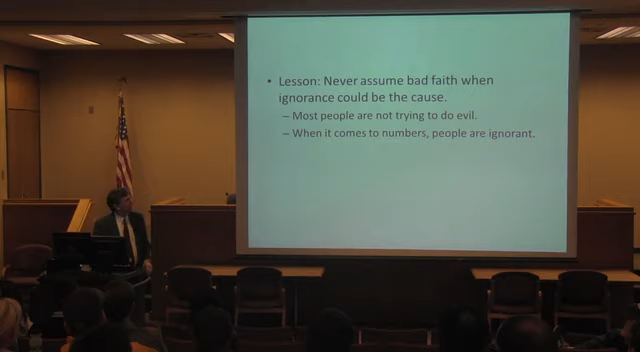 • Lesson: Never assume bad faith when
ignorance could be the cause.
– Most people are not trying to do evil.
– When it comes to numbers, people are ignorant.